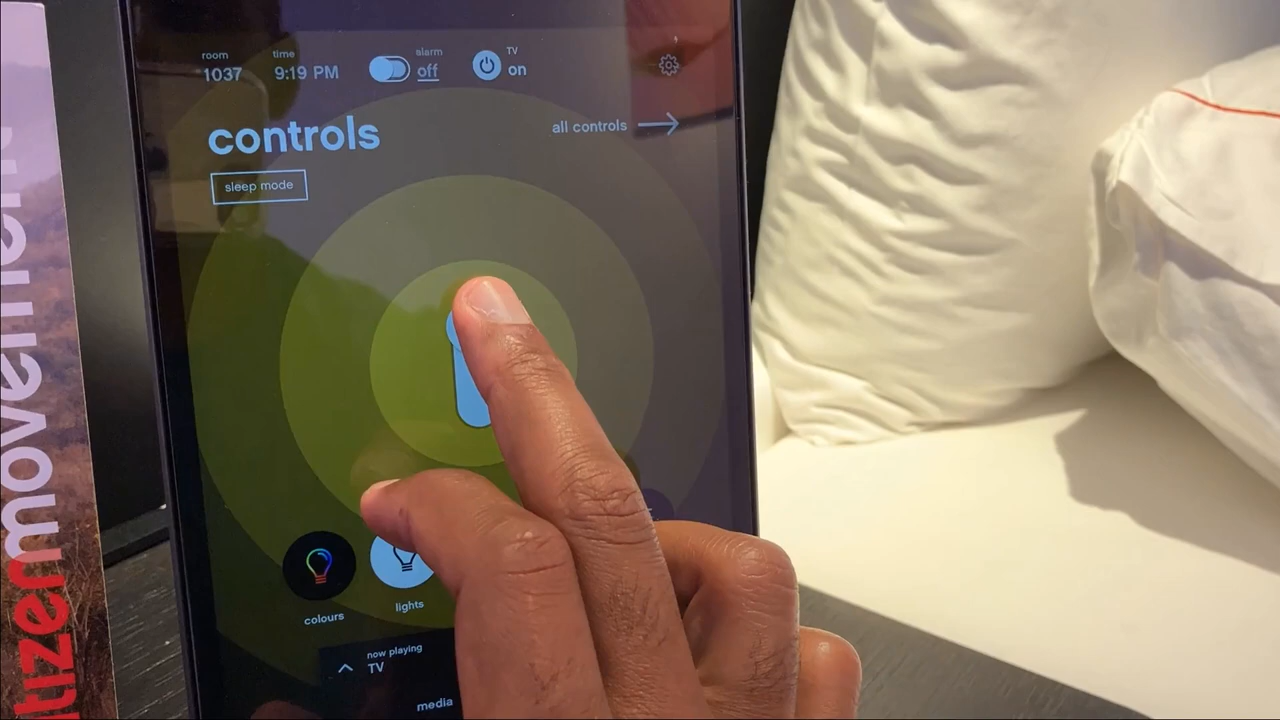 room
1037
time
9:19 PM
alarm
off
TV
on
controls
all controls
sleep mode
colours
lights
now playing
TV
media
movement